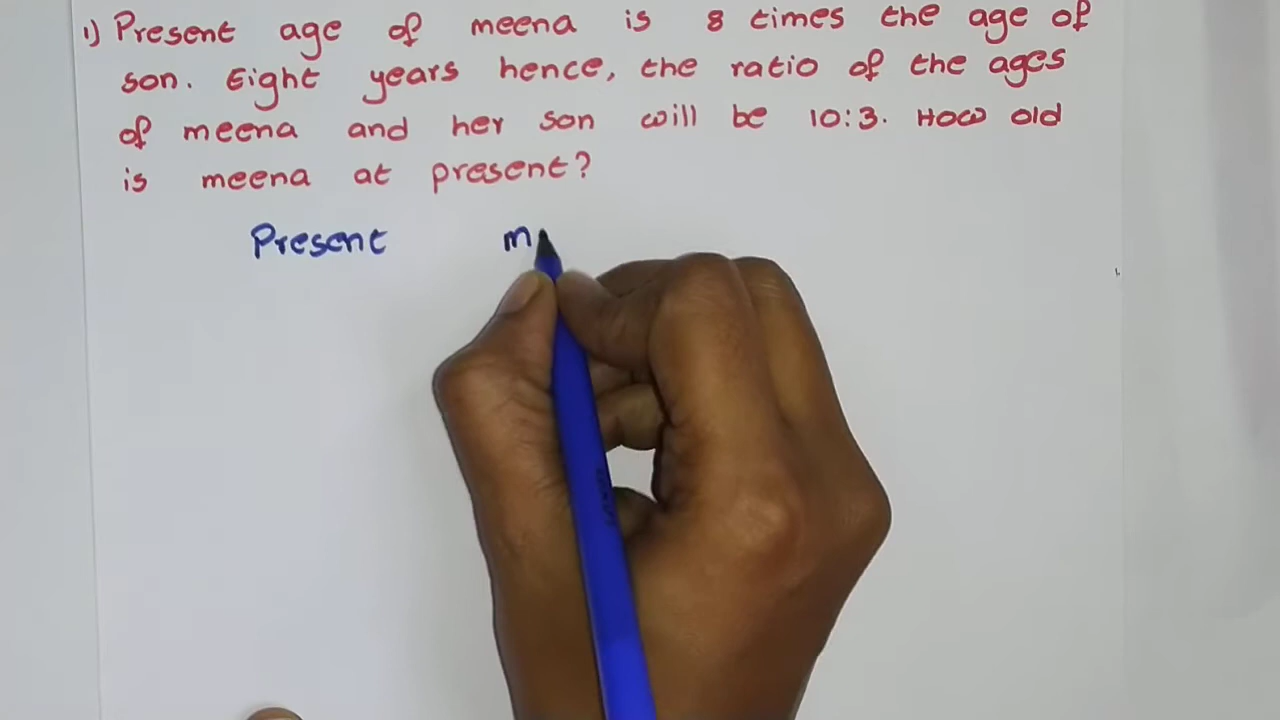 1) Present age of meena is 8 times the age of
son. Eight years hence, the ratio of the ages
of meena and her son will be 10:3. How old
is meena at present?
Present m